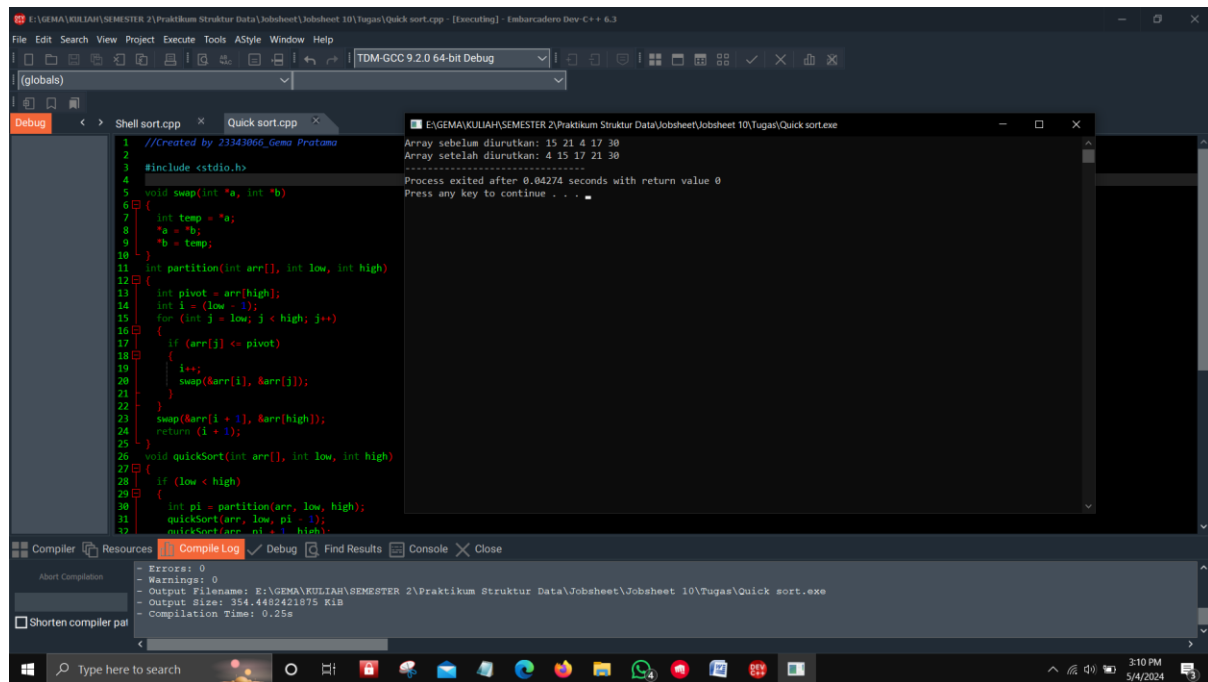 E:\GEMA\KULIAH\SEMESTER 2\Praktikum Struktur Data\Jobsheet\Jobsheet 10\Tugas\Quick sort.cpp - [Executing] - Embarcadero Dev-C++ 6.3
File Edit Search View Project Execute Tools AStyle Window Help
TDM-GCC 9.2.0 64-bit Debug
(globals)
Debug
Shell sort.cpp
Quick sort.cpp
1 //Created by 23343066_Gema Pratama
2
3 #include <stdio.h>
4
5 void swap(int *a, int *b)
6 {
7 int temp = *a;
8 *a = *b;
9 *b = temp;
10 }
11 int partition(int arr[], int low, int high)
12 {
13 int pivot = arr[high];
14 int i = (low - 1);
15 for (int j = low; j < high; j++)
16 {
17 if (arr[j] <= pivot)
18 {
19 i++;
20 swap(&arr[i], &arr[j]);
21 }
22 }
23 swap(&arr[i + 1], &arr[high]);
24 return (i + 1);
25 }
26 void quickSort(int arr[], int low, int high)
27 {
28 if (low < high)
29 {
30 int pi = partition(arr, low, high);
31 quickSort(arr, low, pi - 1);
32 quickSort(arr, pi + 1, high);
E:\GEMA\KULIAH\SEMESTER 2\Praktikum Struktur Data\Jobsheet\Jobsheet 10\Tugas\Quick sort.exe
Array sebelum diurutkan: 15 21 4 17 30
Array setelah diurutkan: 4 15 17 21 30
--------------------------------
Process exited after 0.04274 seconds with return value 0
Press any key to continue . . .
Compiler Resources Compile Log Debug Find Results Console Close
Abort Compilation
Shorten compiler pat
- Errors: 0
- Warnings: 0
- Output Filename: E:\GEMA\KULIAH\SEMESTER 2\Praktikum Struktur Data\Jobsheet\Jobsheet 10\Tugas\Quick sort.exe
- Output Size: 354.4482421875 KiB
- Compilation Time: 0.25s
Type here to search
3:10 PM
5/4/2024